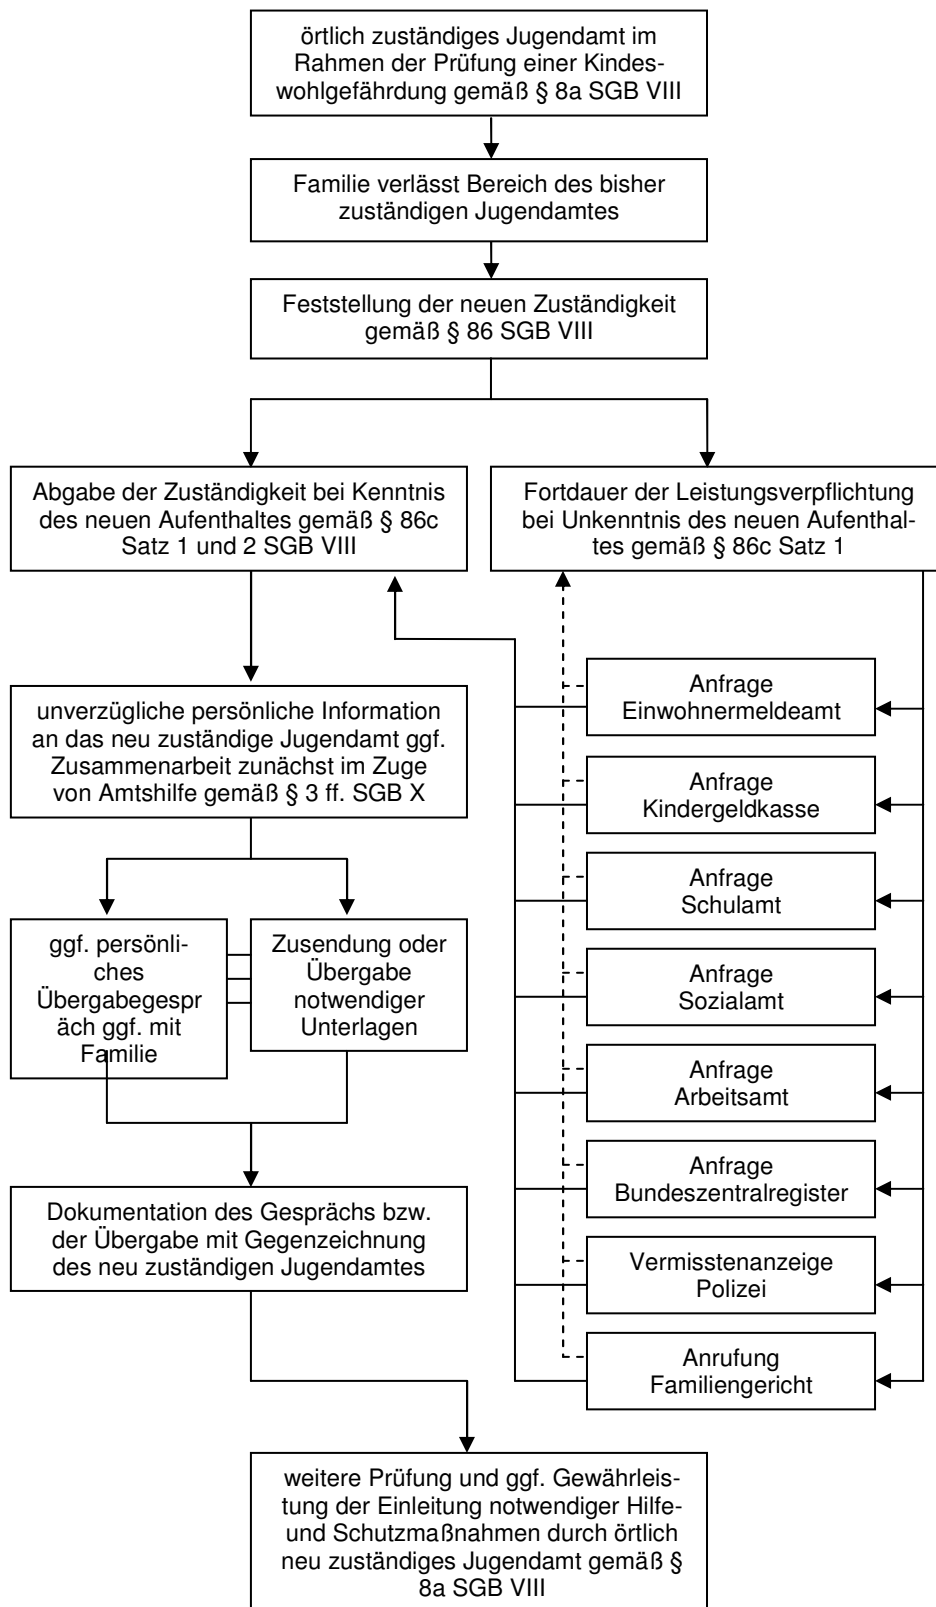 örtlich zuständiges Jugendamt im
Rahmen der Prüfung einer Kindes-
wohlgefährdung gemäß § 8a SGB VIII
Familie verlässt Bereich des bisher
zuständigen Jugendamtes
Feststellung der neuen Zuständigkeit
gemäß § 86 SGB VIII
Abgabe der Zuständigkeit bei Kenntnis
des neuen Aufenthaltes gemäß § 86c
Satz 1 und 2 SGB VIII
Fortdauer der Leistungsverpflichtung
bei Unkenntnis des neuen Aufenthal-
tes gemäß § 86c Satz 1
unverzügliche persönliche Information
an das neu zuständige Jugendamt ggf.
Zusammenarbeit zunächst im Zuge
von Amtshilfe gemäß § 3 ff. SGB X
ggf. persönli-
ches
Übergabegespr
äch ggf. mit
Familie
Zusendung oder
Übergabe
notwendiger
Unterlagen
Dokumentation des Gesprächs bzw.
der Übergabe mit Gegenzeichnung
des neu zuständigen Jugendamtes
Anfrage
Einwohnermeldeamt
Anfrage
Kindergeldkasse
Anfrage
Schulamt
Anfrage
Sozialamt
Anfrage
Arbeitsamt
Anfrage
Bundeszentralregister
Vermisstenanzeige
Polizei
Anrufung
Familiengericht
weitere Prüfung und ggf. Gewährleis-
tung der Einleitung notwendiger Hilfe-
und Schutzmaßnahmen durch örtlich
neu zuständiges Jugendamt gemäß §
8a SGB VIII